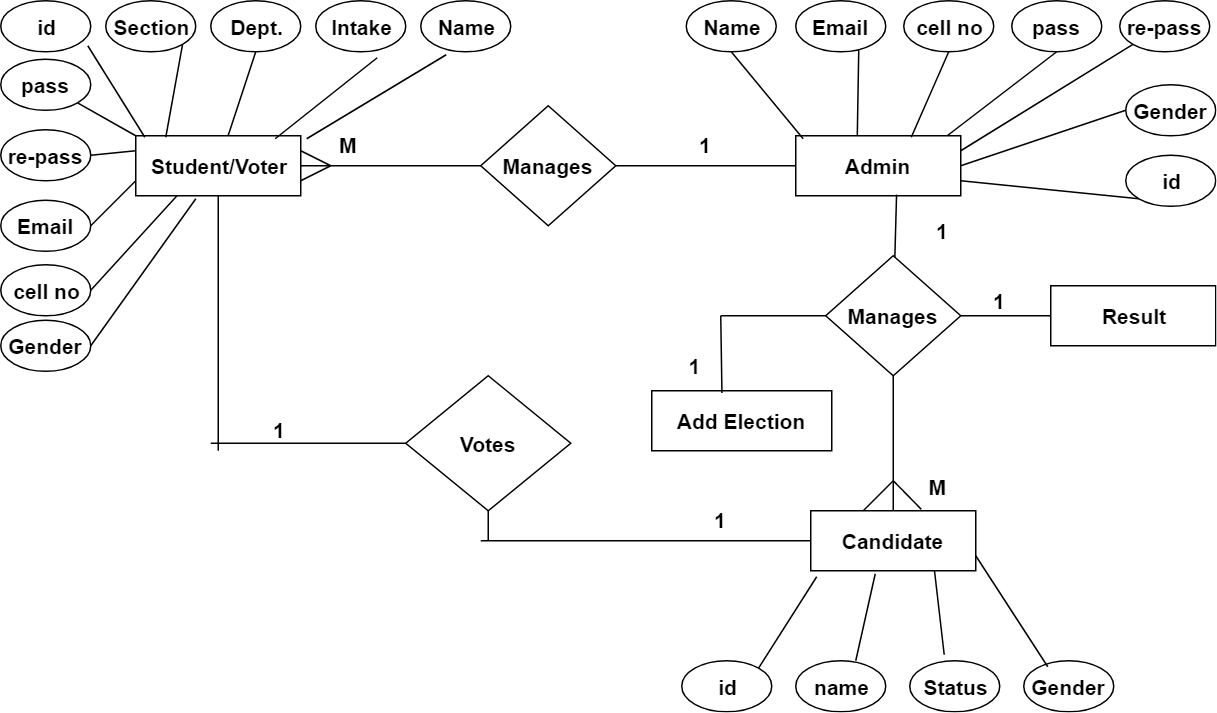 id
Section
Dept.
Intake
Name
Name
Email
cell no
pass
re-pass
pass
Gender
re-pass
Student/Voter
M
Manages
1
Admin
id
Email
1
cell no
Manages
1
Result
Gender
1
Add Election
1
Votes
M
1
Candidate
id
name
Status
Gender